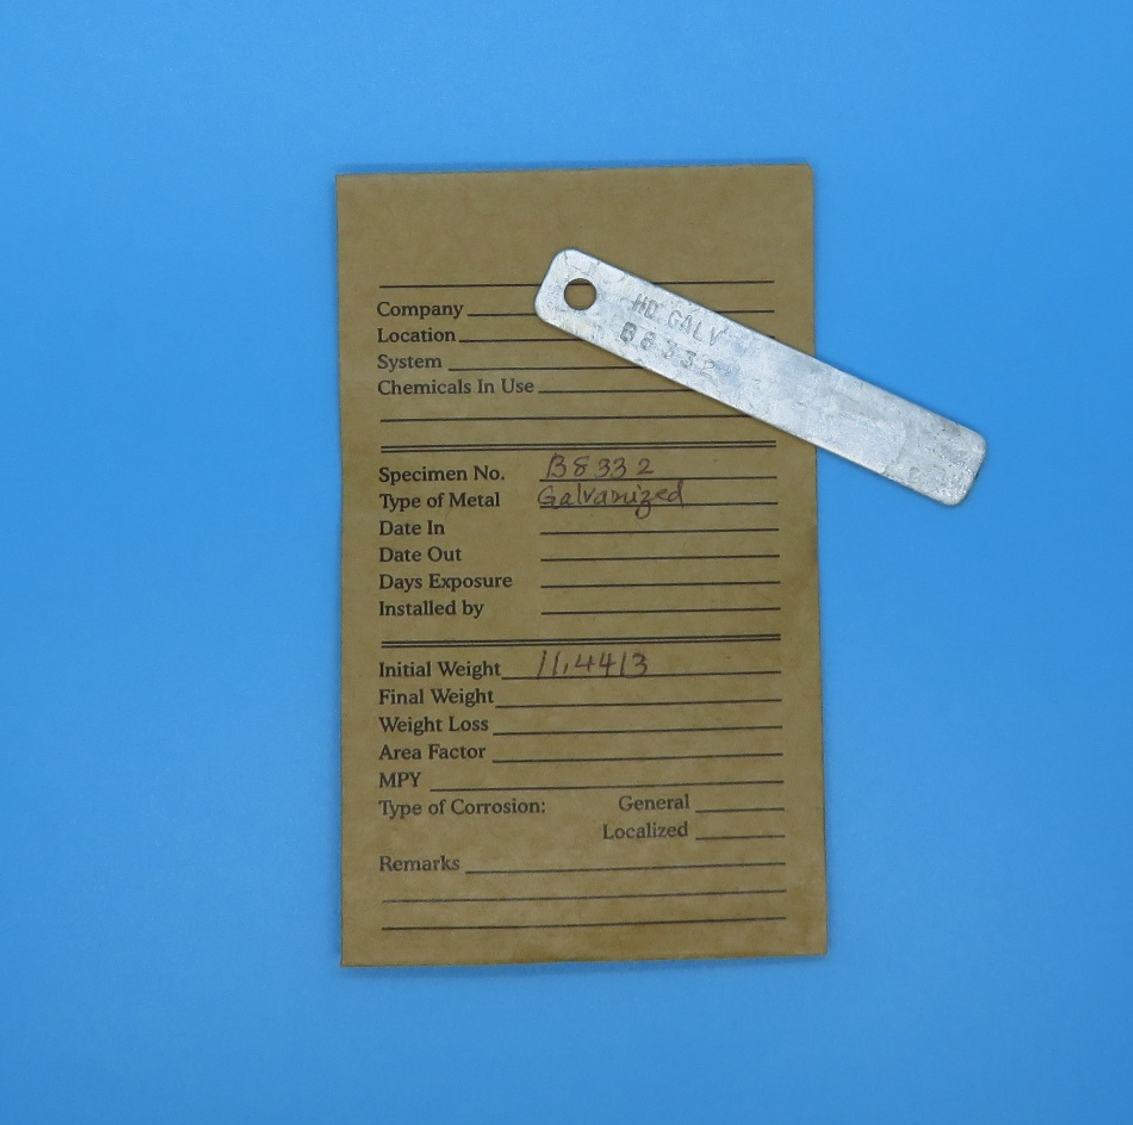 HD GALV
B8332
Company
Location
System
Chemicals In Use
Specimen No. B8332
Type of Metal Galvanized
Date In
Date Out
Days Exposure
Installed by
Initial Weight 11.4413
Final Weight
Weight Loss
Area Factor
MPY
Type of Corrosion: General
Localized
Remarks